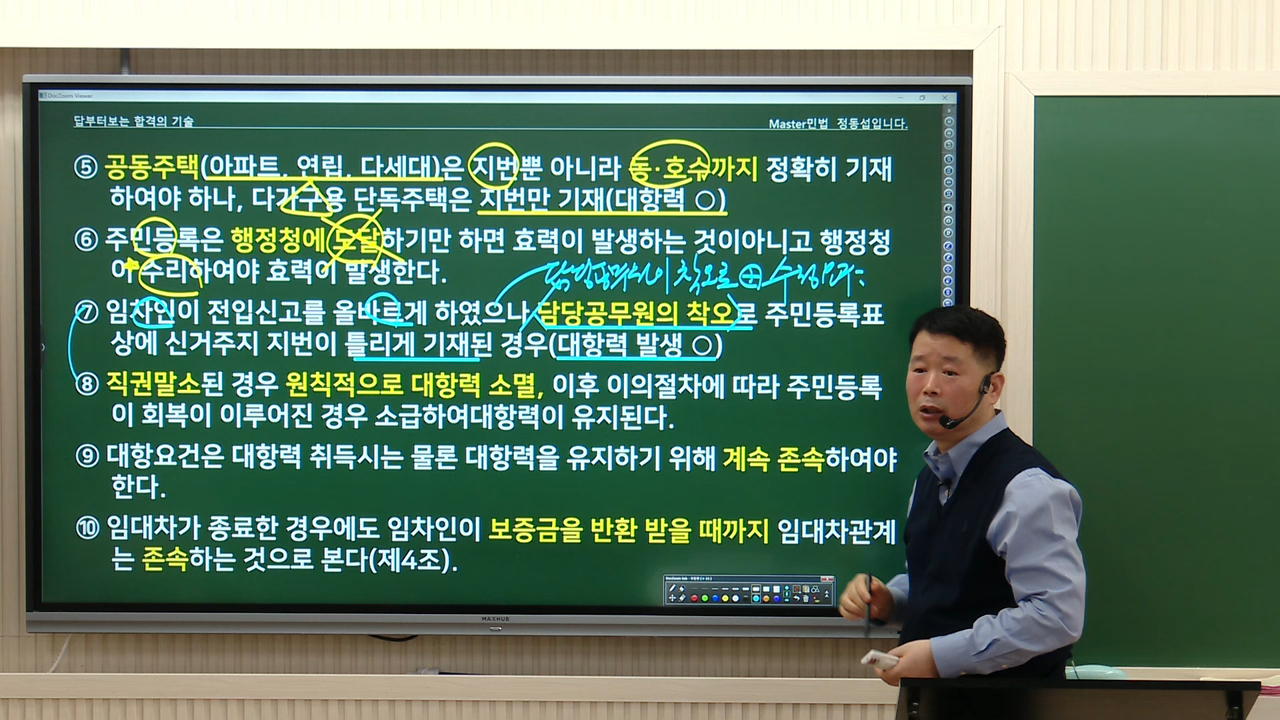 DocZoom Viewer
답부터보는 합격의 기술
Master민법 정동섭입니다.
⑤ 공동주택(아파트, 연립, 다세대)은 지번뿐 아니라 동·호수까지 정확히 기재
하여야 하나, 다가구용 단독주택은 지번만 기재(대항력 ○)
⑥ 주민등록은 행정청에 도달하기만 하면 효력이 발생하는 것이아니고 행정청
이 수리하여야 효력이 발생한다.
담당공무원이 착오로
⑦ 임차인이 전입신고를 올바르게 하였으나 담당공무원의 착오로 주민등록표
상에 신거주지 지번이 틀리게 기재된 경우(대항력 발생 ○)
⑧ 직권말소된 경우 원칙적으로 대항력 소멸, 이후 이의절차에 따라 주민등록
이 회복이 이루어진 경우 소급하여대항력이 유지된다.
⑨ 대항요건은 대항력 취득시는 물론 대항력을 유지하기 위해 계속 존속하여야
한다.
⑩ 임대차가 종료한 경우에도 임차인이 보증금을 반환 받을 때까지 임대차관계
는 존속하는 것으로 본다(제4조).
MAXHUB